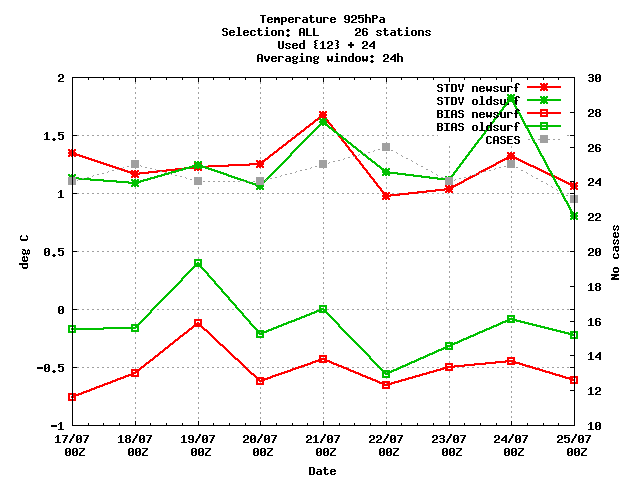 Temperature 925hPa
Selection: ALL     26 stations
Used {12} + 24
Averaging window: 24h
STDV newsurf
STDV oldsurf
BIAS newsurf
BIAS oldsurf
CASES
2
1.5
1
0.5
0
-0.5
-1
deg C
30
28
26
24
22
20
18
16
14
12
10
No cases
17/07 18/07 19/07 20/07 21/07 22/07 23/07 24/07 25/07
00Z 00Z 00Z 00Z 00Z 00Z 00Z 00Z 00Z
Date